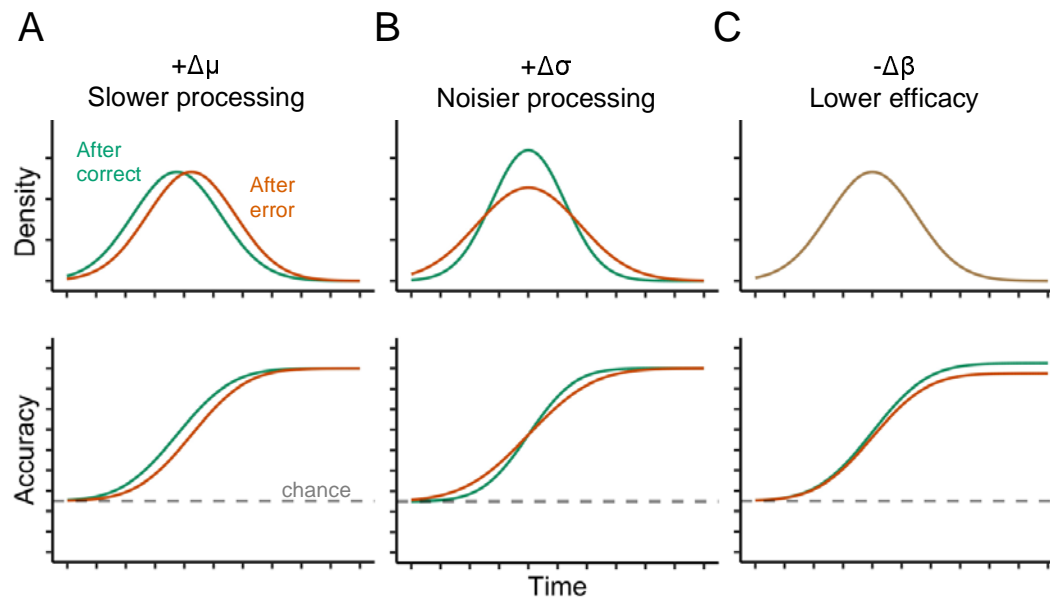 A
+Δμ
Slower processing
B
+Δσ
Noisier processing
C
-Δβ
Lower efficacy
Density
After
correct
After
error
Accuracy
chance
Time